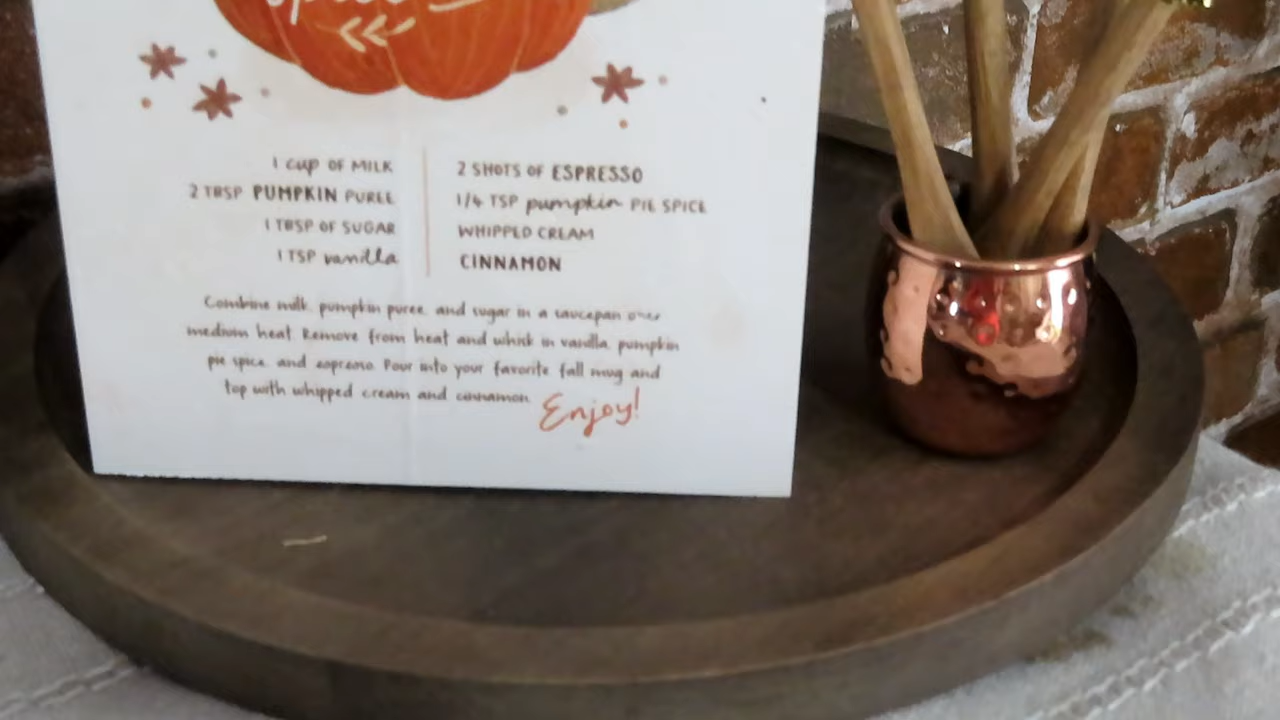 spice
1 cup OF MILK
2 TBSP PUMPKIN PUREE
1 TBSP OF SUGAR
1 TSP vanilla
2 SHOTS OF ESPRESSO
1/4 TSP pumpkin PIE SPICE
WHIPPED CREAM
CINNAMON
Combine milk, pumpkin puree, and sugar in a saucepan over
medium heat. Remove from heat and whisk in vanilla, pumpkin
pie spice, and espresso. Pour into your favorite fall mug and
top with whipped cream and cinnamon.
Enjoy!